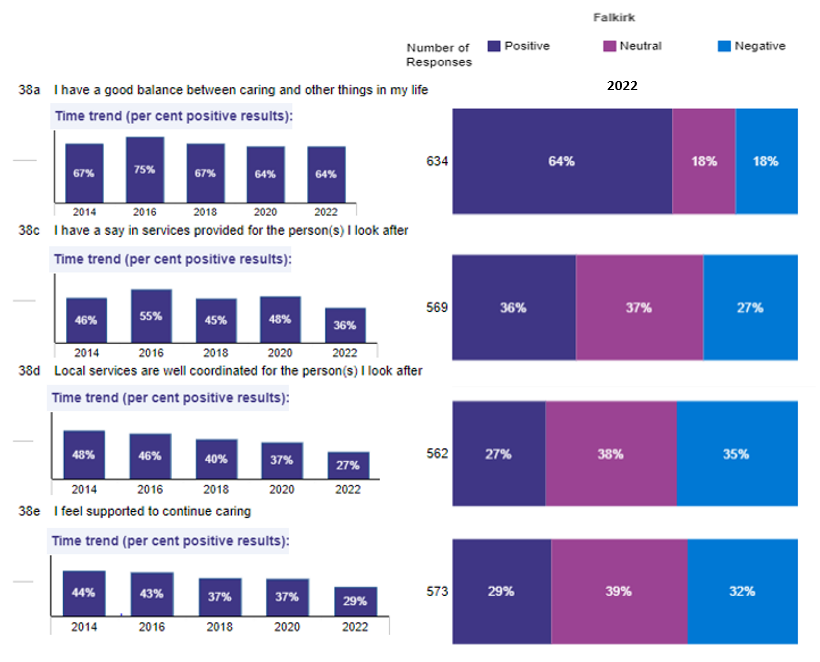 Falkirk
Number of Responses
Positive
Neutral
Negative
38a I have a good balance between caring and other things in my life
2022
Time trend (per cent positive results):
67% 75% 67% 64% 64%
2014 2016 2018 2020 2022
634
64% 18% 18%
38c I have a say in services provided for the person(s) I look after
Time trend (per cent positive results):
46% 55% 45% 48% 36%
2014 2016 2018 2020 2022
569
36% 37% 27%
38d Local services are well coordinated for the person(s) I look after
Time trend (per cent positive results):
48% 46% 40% 37% 27%
2014 2016 2018 2020 2022
562
27% 38% 35%
38e I feel supported to continue caring
Time trend (per cent positive results):
44% 43% 37% 37% 29%
2014 2016 2018 2020 2022
573
29% 39% 32%